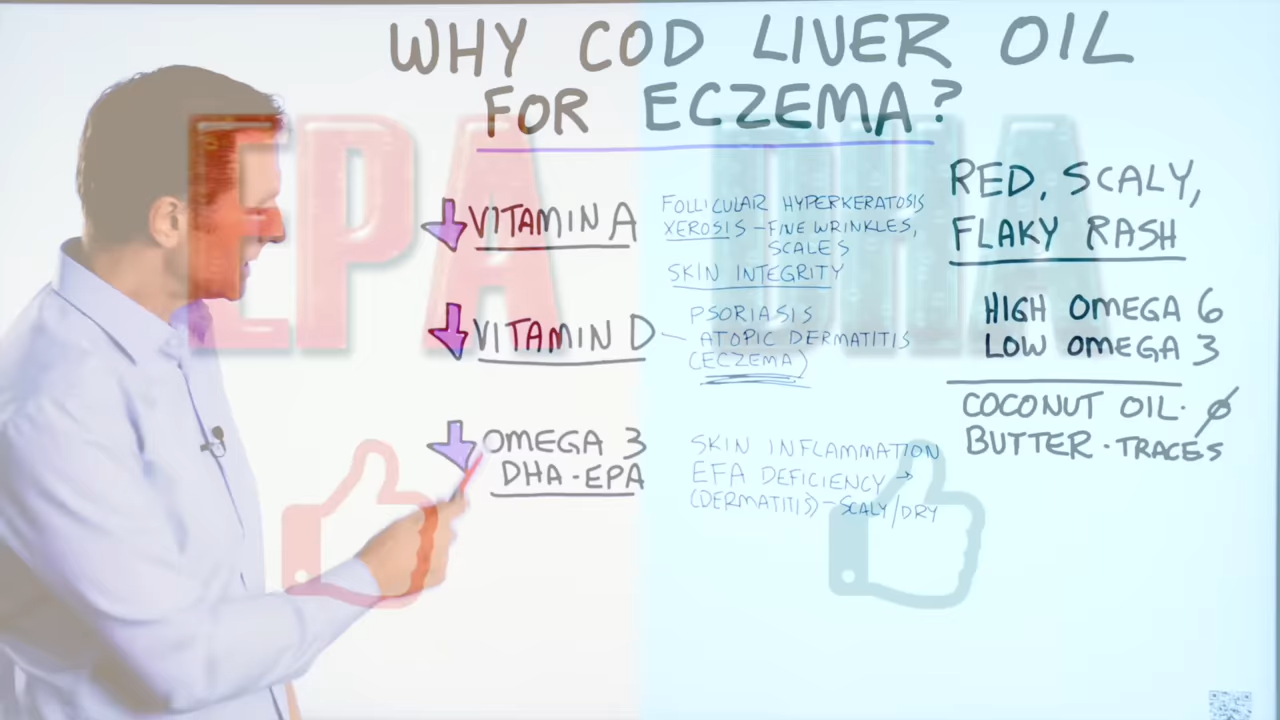 WHY COD LIVER OIL
FOR ECZEMA?
EPA
DHA
VITAMIN A
FOLLICULAR HYPERKERATOSIS
XEROSIS - FINE WRINKLES,
SCALES
SKIN INTEGRITY
VITAMIN D
PSORIASIS
- ATOPIC DERMATITIS
(ECZEMA)
OMEGA 3
DHA - EPA
SKIN INFLAMMATION
EFA DEFICIENCY →
(DERMATITIS) - SCALY/DRY
RED, SCALY,
FLAKY RASH
HIGH OMEGA 6
LOW OMEGA 3
COCONUT OIL · Ø
BUTTER · TRACES